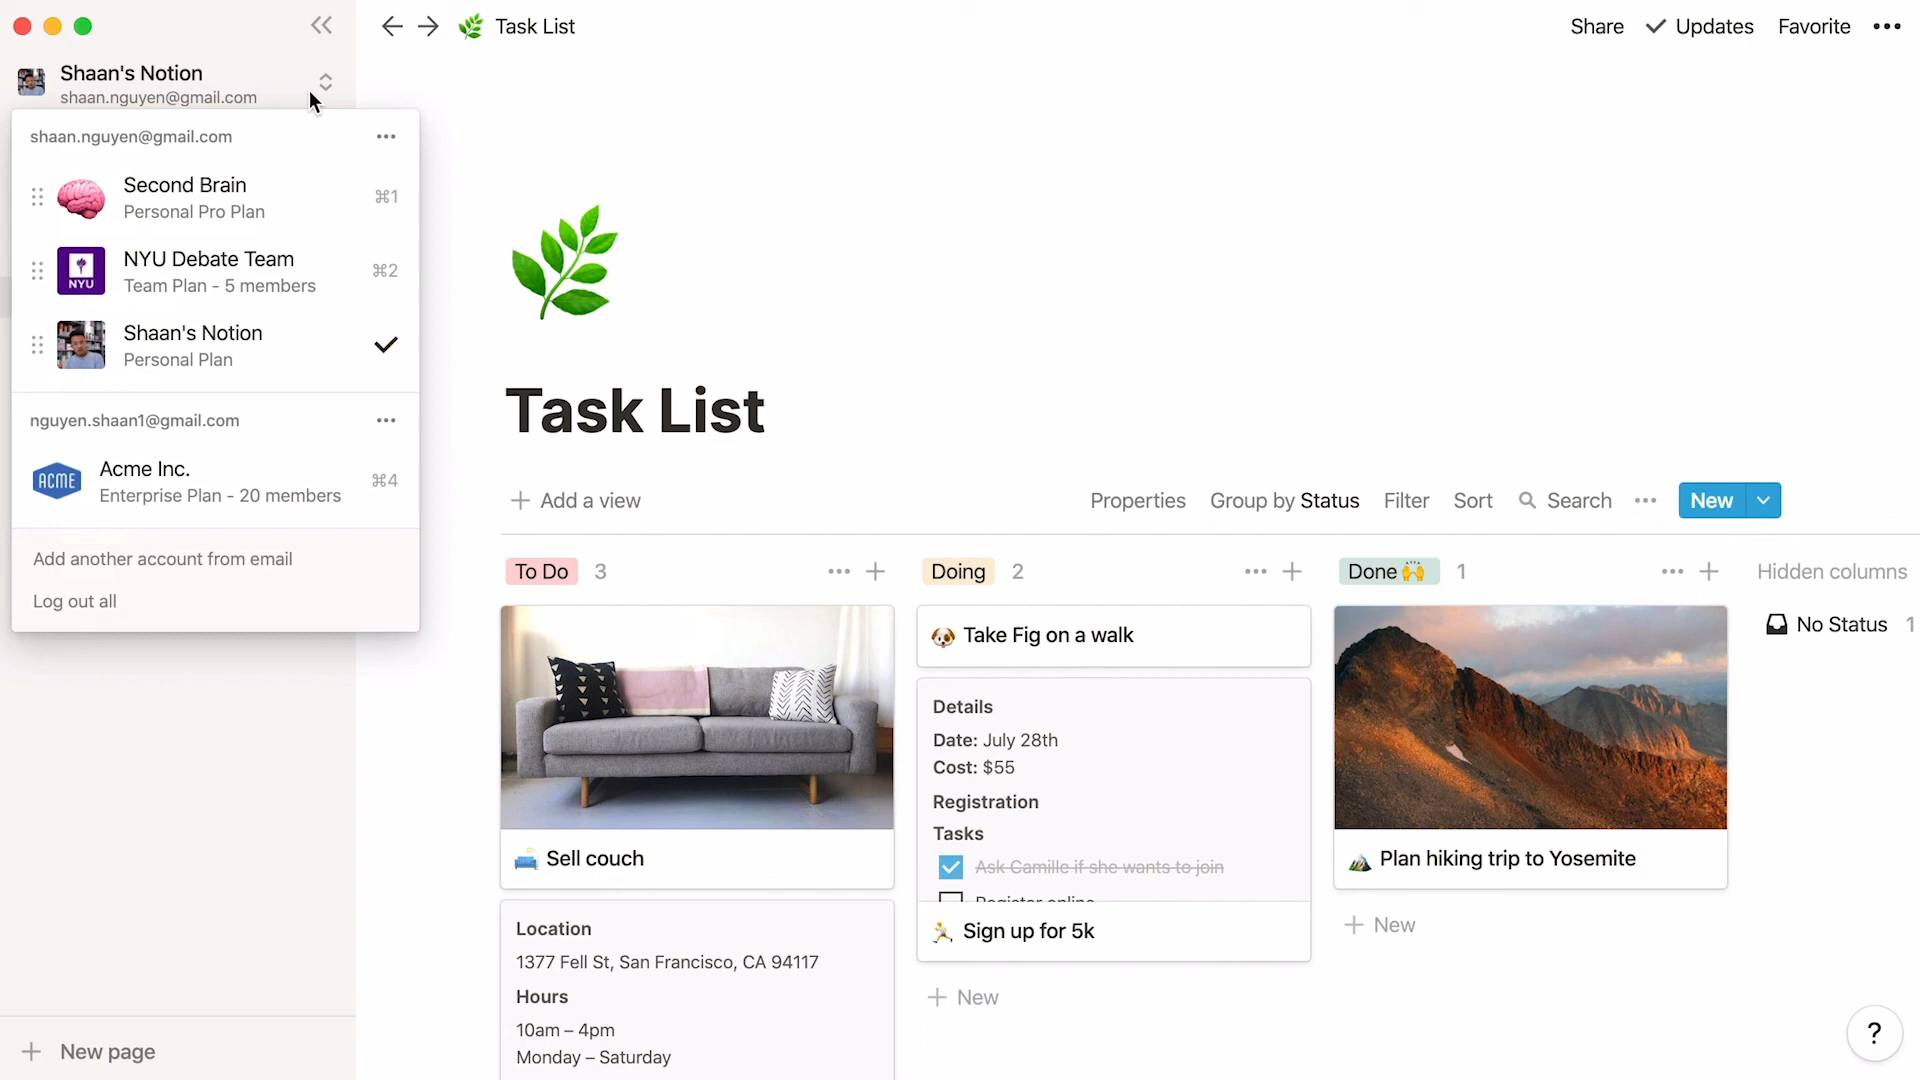 Task List
Share
Updates
Favorite
Shaan's Notion
shaan.nguyen@gmail.com
shaan.nguyen@gmail.com
Second Brain
⌘1
Personal Pro Plan
NYU
NYU Debate Team
⌘2
Team Plan - 5 members
Shaan's Notion
Personal Plan
nguyen.shaan1@gmail.com
ACME
Acme Inc.
⌘4
Enterprise Plan - 20 members
Add another account from email
Log out all
New page
Task List
Add a view
Properties
Group by Status
Filter
Sort
Search
New
To Do 3
Sell couch
Location
1377 Fell St, San Francisco, CA 94117
Hours
10am – 4pm
Monday – Saturday
Doing 2
Take Fig on a walk
Details
Date: July 28th
Cost: $55
Registration
Tasks
Ask Camille if she wants to join
Register online
Sign up for 5k
New
Done 🙌 1
Plan hiking trip to Yosemite
New
Hidden columns
No Status 1
?